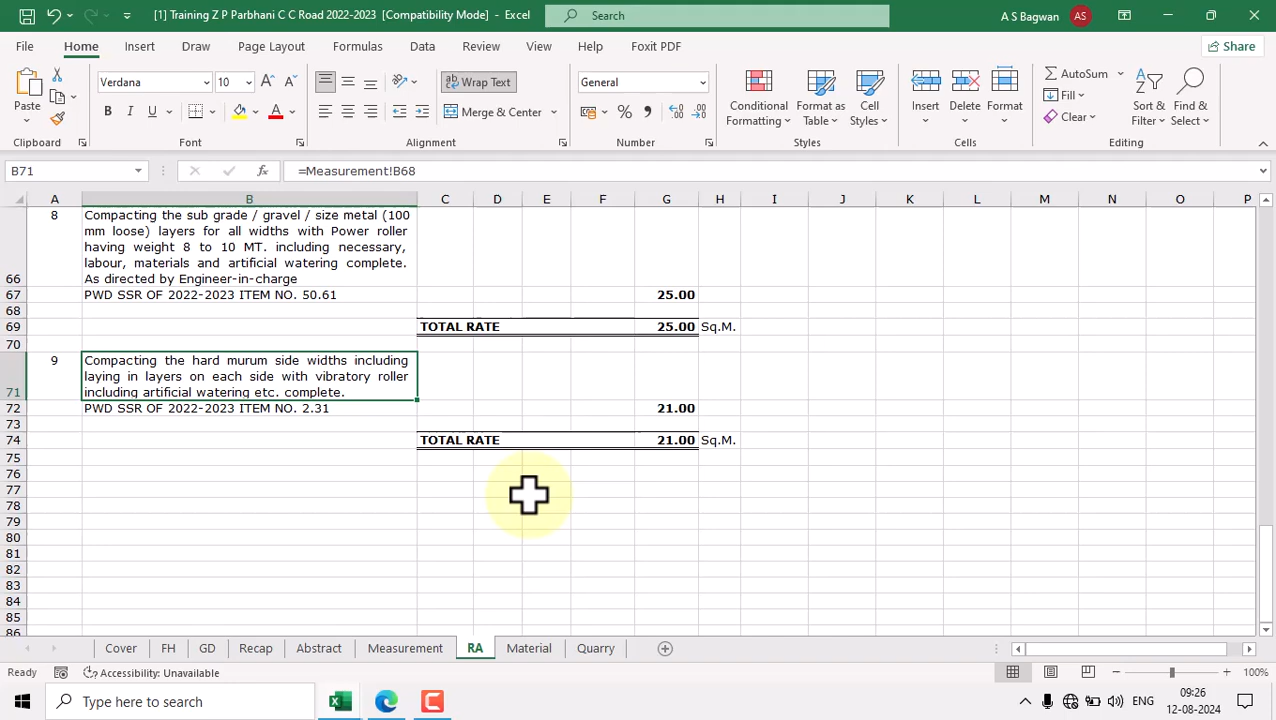 [1] Training Z P Parbhani C C Road 2022-2023 [Compatibility Mode] - Excel
Search
A S Bagwan
AS
File Home Insert Draw Page Layout Formulas Data Review View Help Foxit PDF
Share
Verdana 10 A A
Wrap Text
General
AutoSum
Fill
Clear
Paste
B I U A
Merge & Center
Conditional Formatting
Format as Table
Cell Styles
Insert
Delete
Format
Sort & Filter
Find & Select
Clipboard Font Alignment Number Styles Cells Editing
B71
fx
=Measurement!B68
A B C D E F G H I J K L M N O P
8 Compacting the sub grade / gravel / size metal (100
mm loose) layers for all widths with Power roller
having weight 8 to 10 MT. including necessary,
labour, materials and artificial watering complete.
66 As directed by Engineer-in-charge
67 PWD SSR OF 2022-2023 ITEM NO. 50.61 25.00
68
69 TOTAL RATE 25.00 Sq.M.
70
9 Compacting the hard murum side widths including
laying in layers on each side with vibratory roller
71 including artificial watering etc. complete.
72 PWD SSR OF 2022-2023 ITEM NO. 2.31 21.00
73
74 TOTAL RATE 21.00 Sq.M.
75
76
77
78
79
80
81
82
83
84
85
86
Cover FH GD Recap Abstract Measurement RA Material Quarry
Ready
Accessibility: Unavailable
100%
Type here to search
ENG
09:26
12-08-2024